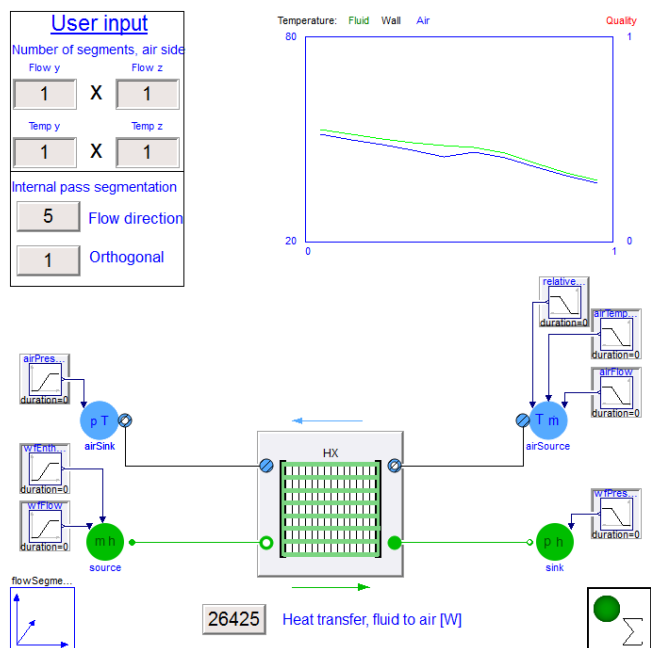 User input
Number of segments, air side
Flow y
Flow z
1
X
1
Temp y
Temp z
1
X
1
Internal pass segmentation
5
Flow direction
1
Orthogonal
Temperature:
Fluid
Wall
Air
Quality
80
1
20
0
0
1
relative...
duration=0
airTemp...
duration=0
airFlow
duration=0
airPres...
duration=0
p T
airSink
T m
airSource
HX
wfEnth...
duration=0
wfFlow
duration=0
m h
source
wfPres...
duration=0
p h
sink
flowSegme...
26425
Heat transfer, fluid to air [W]
Σ